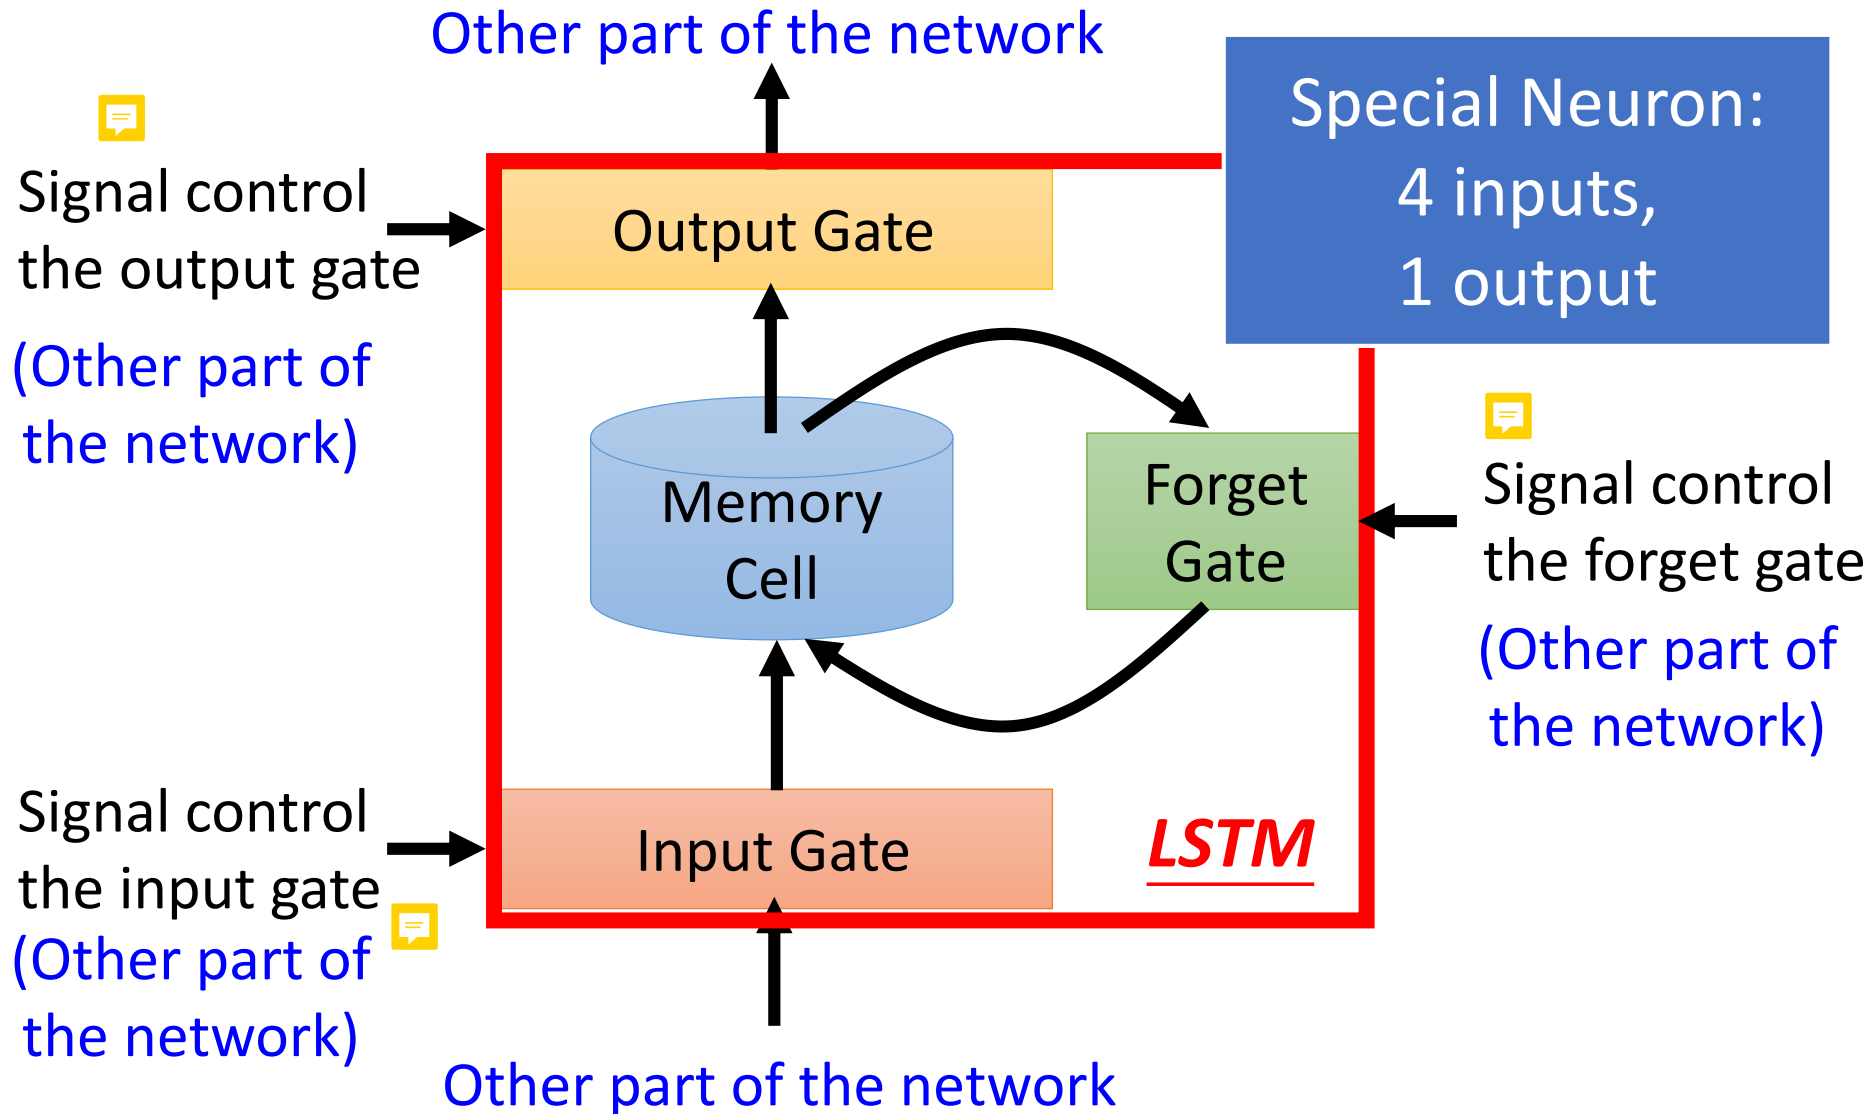 Other part of the network
Special Neuron:
4 inputs,
1 output
Signal control
the output gate
(Other part of
the network)
Output Gate
Memory
Cell
Forget
Gate
Signal control
the forget gate
(Other part of
the network)
Signal control
the input gate
(Other part of
the network)
Input Gate
LSTM
Other part of the network